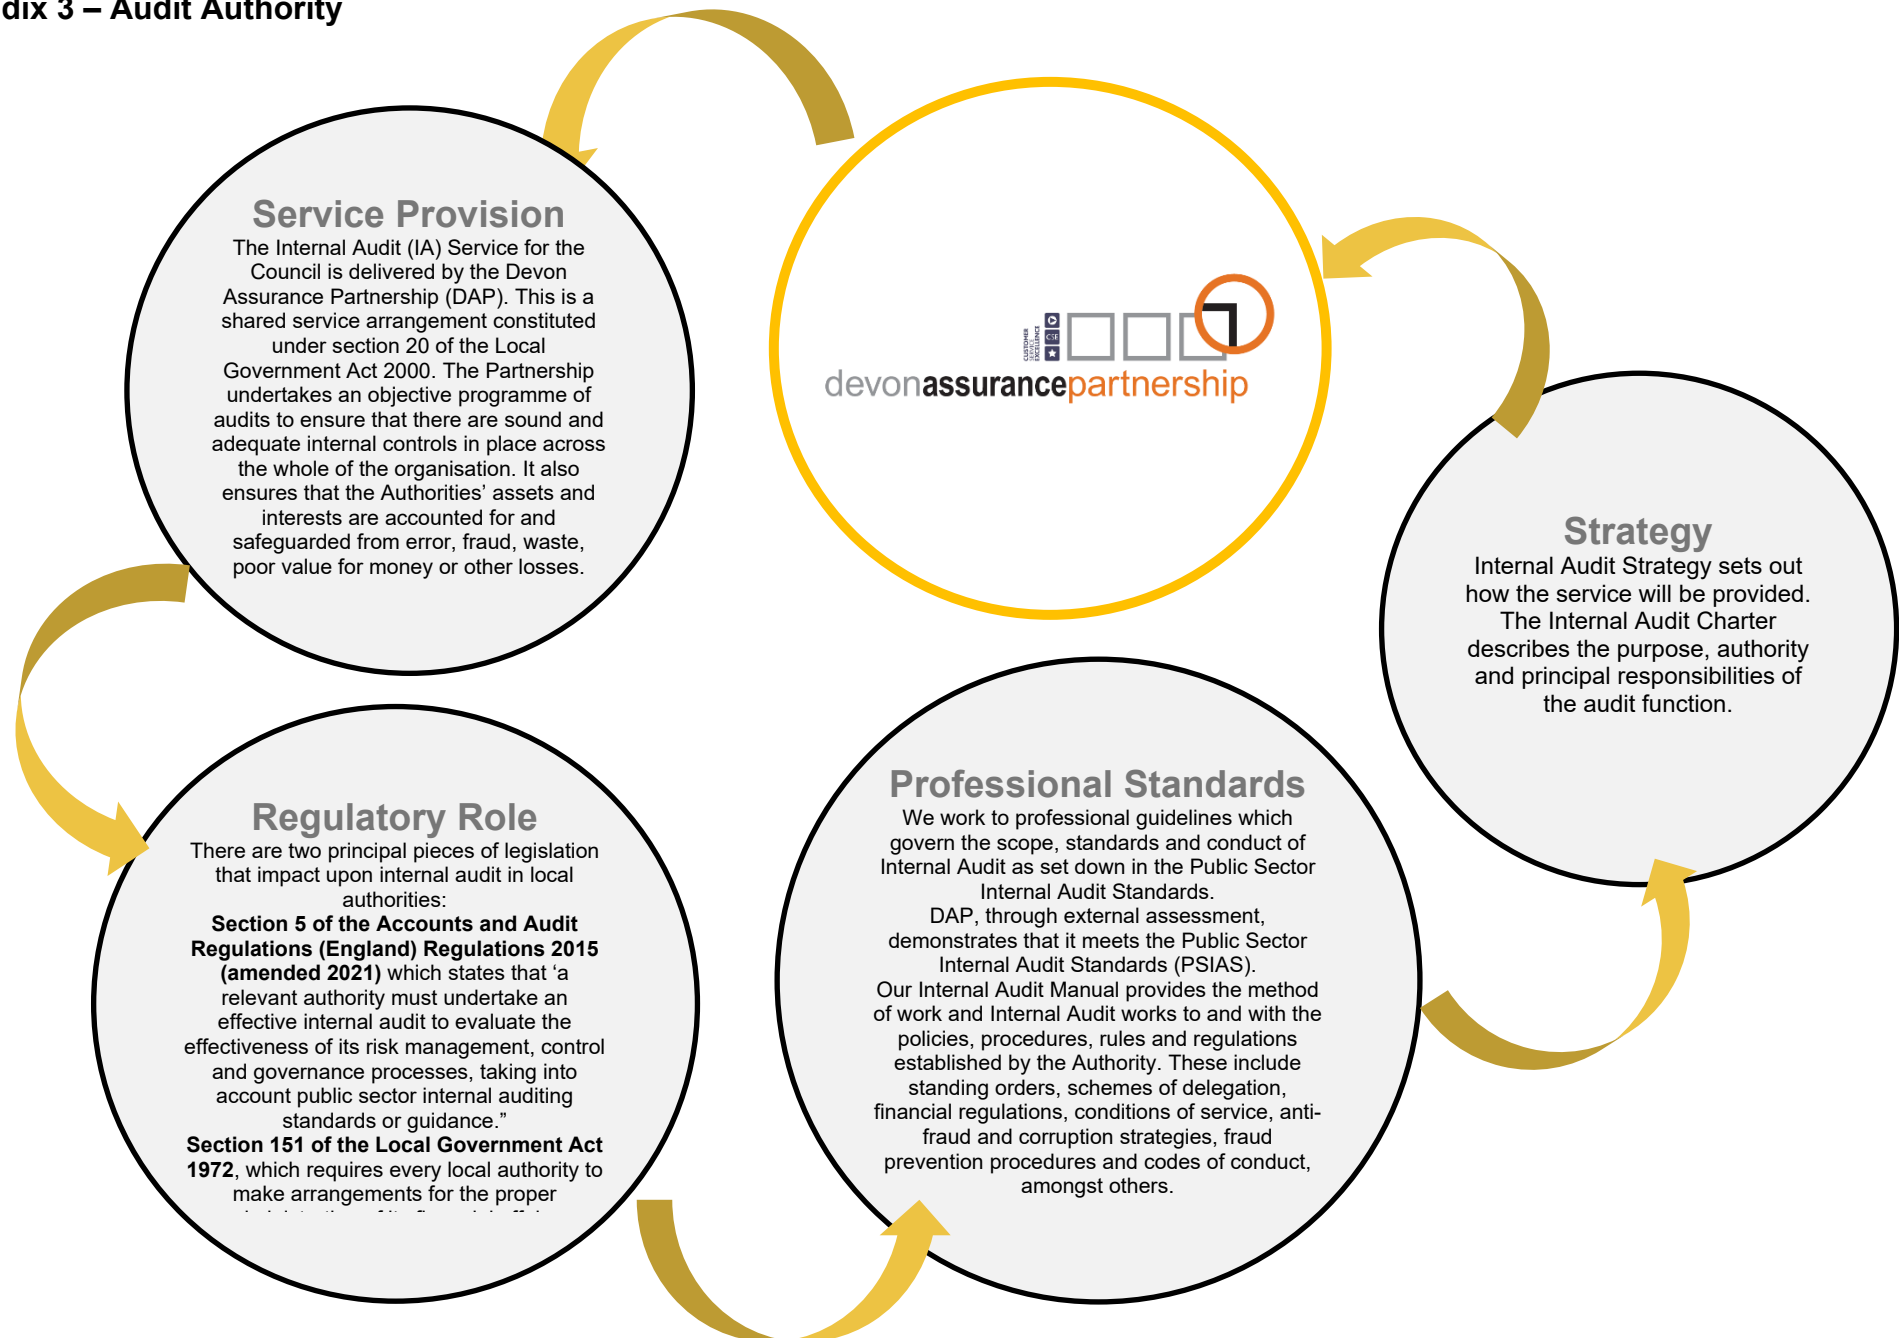 dix 3 – Audit Authority
Service Provision
The Internal Audit (IA) Service for the
Council is delivered by the Devon
Assurance Partnership (DAP). This is a
shared service arrangement constituted
under section 20 of the Local
Government Act 2000. The Partnership
undertakes an objective programme of
audits to ensure that there are sound and
adequate internal controls in place across
the whole of the organisation. It also
ensures that the Authorities’ assets and
interests are accounted for and
safeguarded from error, fraud, waste,
poor value for money or other losses.
CUSTOMER
SERVICE
EXCELLENCE
CSE
devonassurancepartnership
Strategy
Internal Audit Strategy sets out
how the service will be provided.
The Internal Audit Charter
describes the purpose, authority
and principal responsibilities of
the audit function.
Regulatory Role
There are two principal pieces of legislation
that impact upon internal audit in local
authorities:
Section 5 of the Accounts and Audit
Regulations (England) Regulations 2015
(amended 2021) which states that ‘a
relevant authority must undertake an
effective internal audit to evaluate the
effectiveness of its risk management, control
and governance processes, taking into
account public sector internal auditing
standards or guidance.”
Section 151 of the Local Government Act
1972, which requires every local authority to
make arrangements for the proper
Professional Standards
We work to professional guidelines which
govern the scope, standards and conduct of
Internal Audit as set down in the Public Sector
Internal Audit Standards.
DAP, through external assessment,
demonstrates that it meets the Public Sector
Internal Audit Standards (PSIAS).
Our Internal Audit Manual provides the method
of work and Internal Audit works to and with the
policies, procedures, rules and regulations
established by the Authority. These include
standing orders, schemes of delegation,
financial regulations, conditions of service, anti-
fraud and corruption strategies, fraud
prevention procedures and codes of conduct,
amongst others.